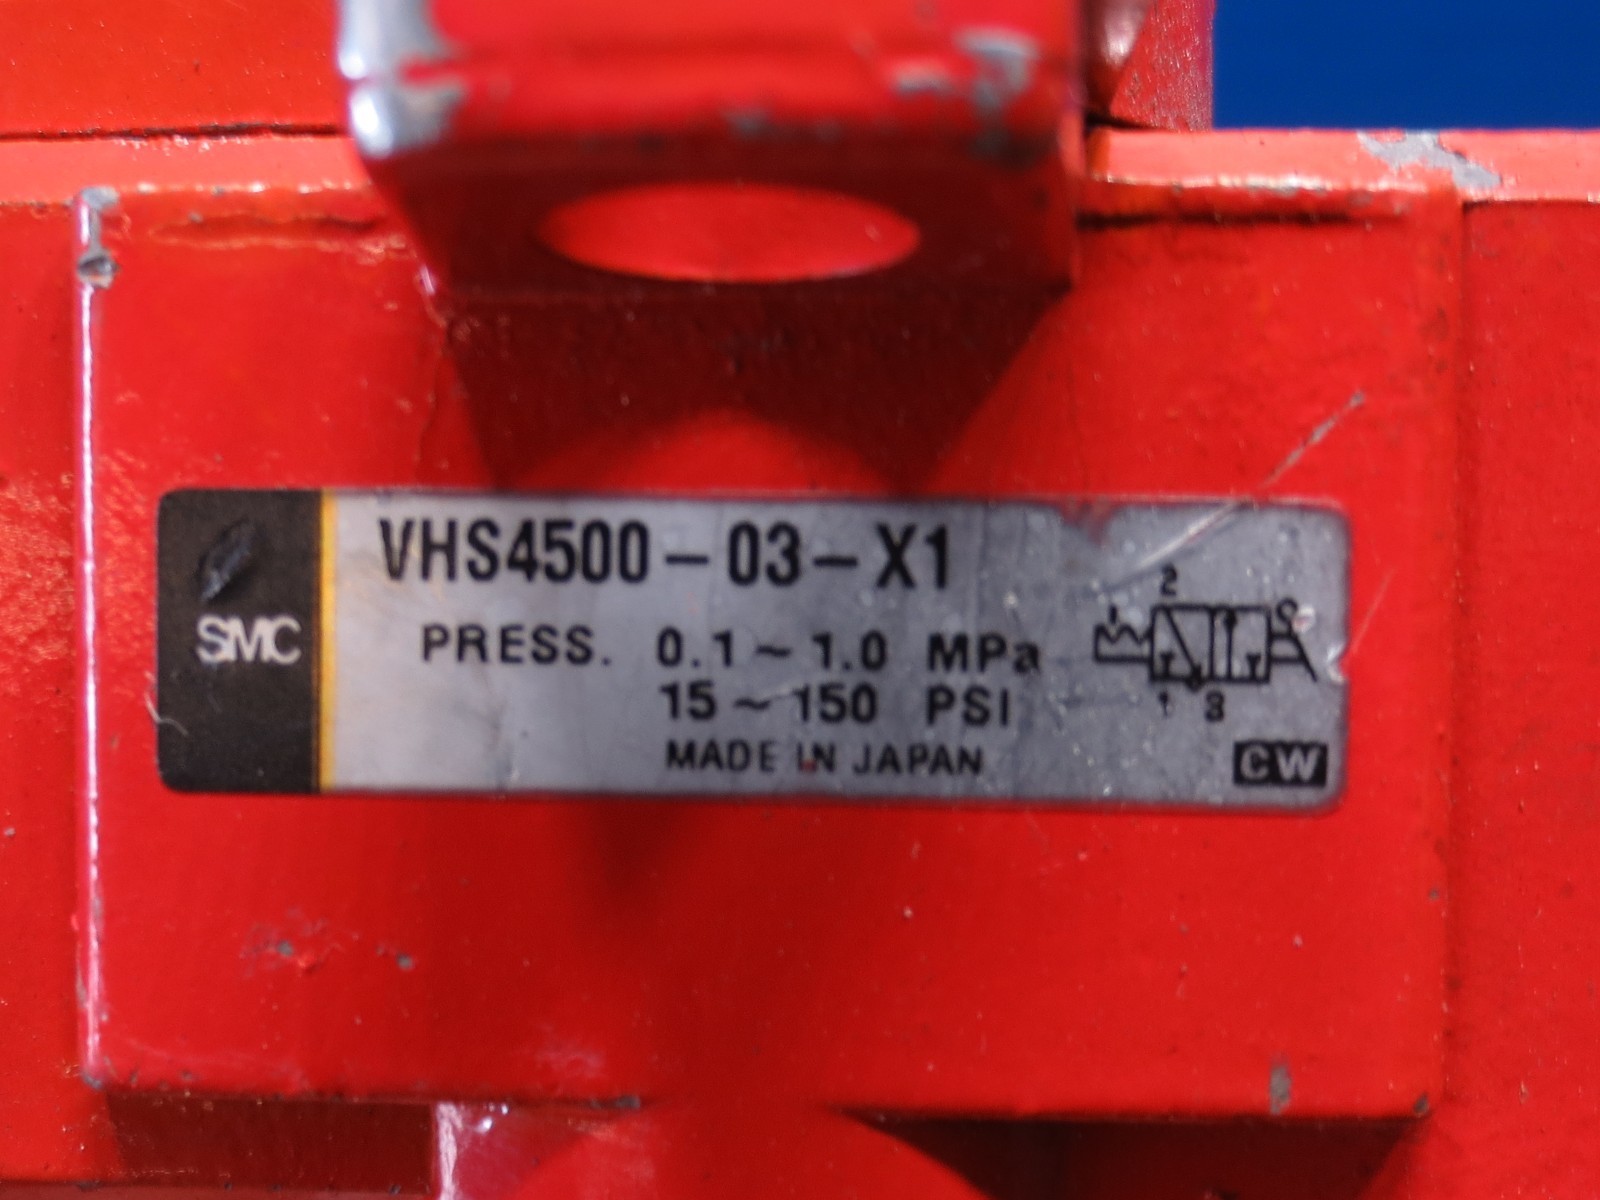 VHS4500-03-X1
SMC
PRESS. 0.1~1.0 MPa
15~150 PSI
MADE IN JAPAN
2
1 3
CW